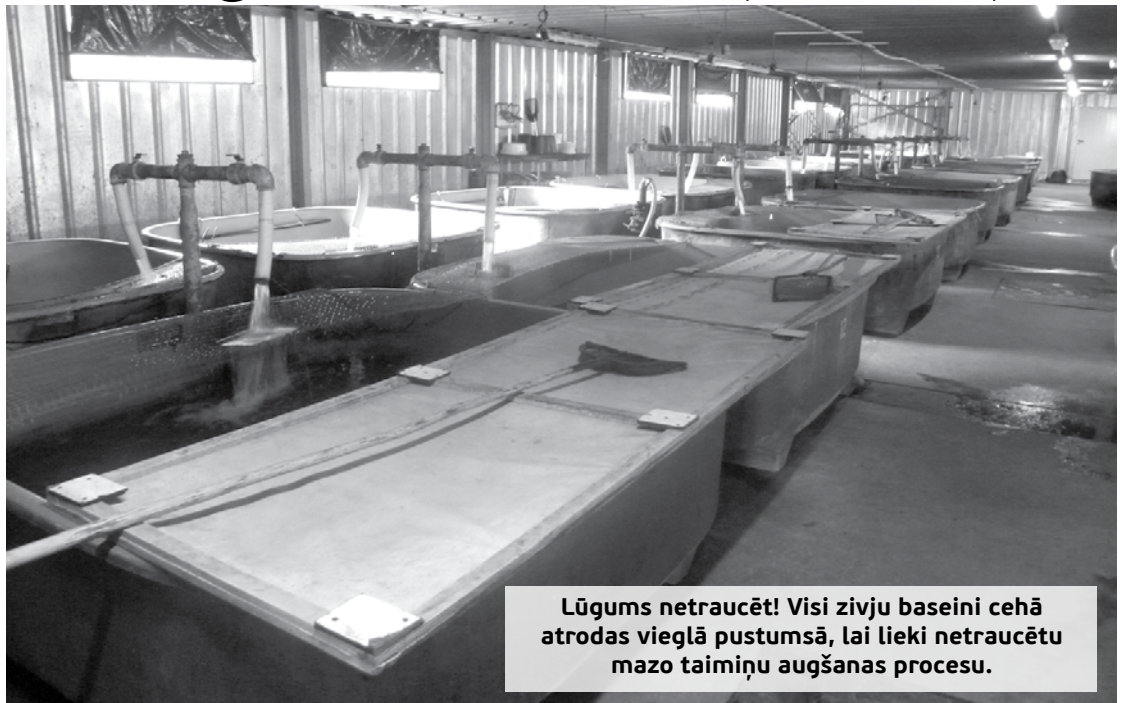 Lūgums netraucēt! Visi zivju baseini cehā
atrodas vieglā pustumsā, lai lieki netraucētu
mazo taimiņu augšanas procesu.